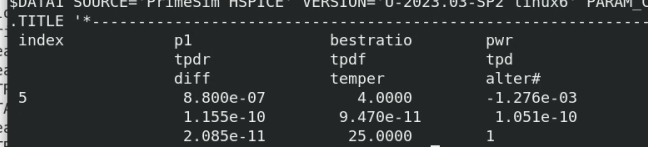 $DATA1 SOURCE='PrimeSim HSPICE' VERSION='U-2023.03-SP2 linux6' PARAM_C
.TITLE '*-----------------------------------------------------------
index p1 bestratio pwr
tpdr tpdf tpd
diff temper alter#
5 8.800e-07 4.0000 -1.276e-03
1.155e-10 9.470e-11 1.051e-10
2.085e-11 25.0000 1